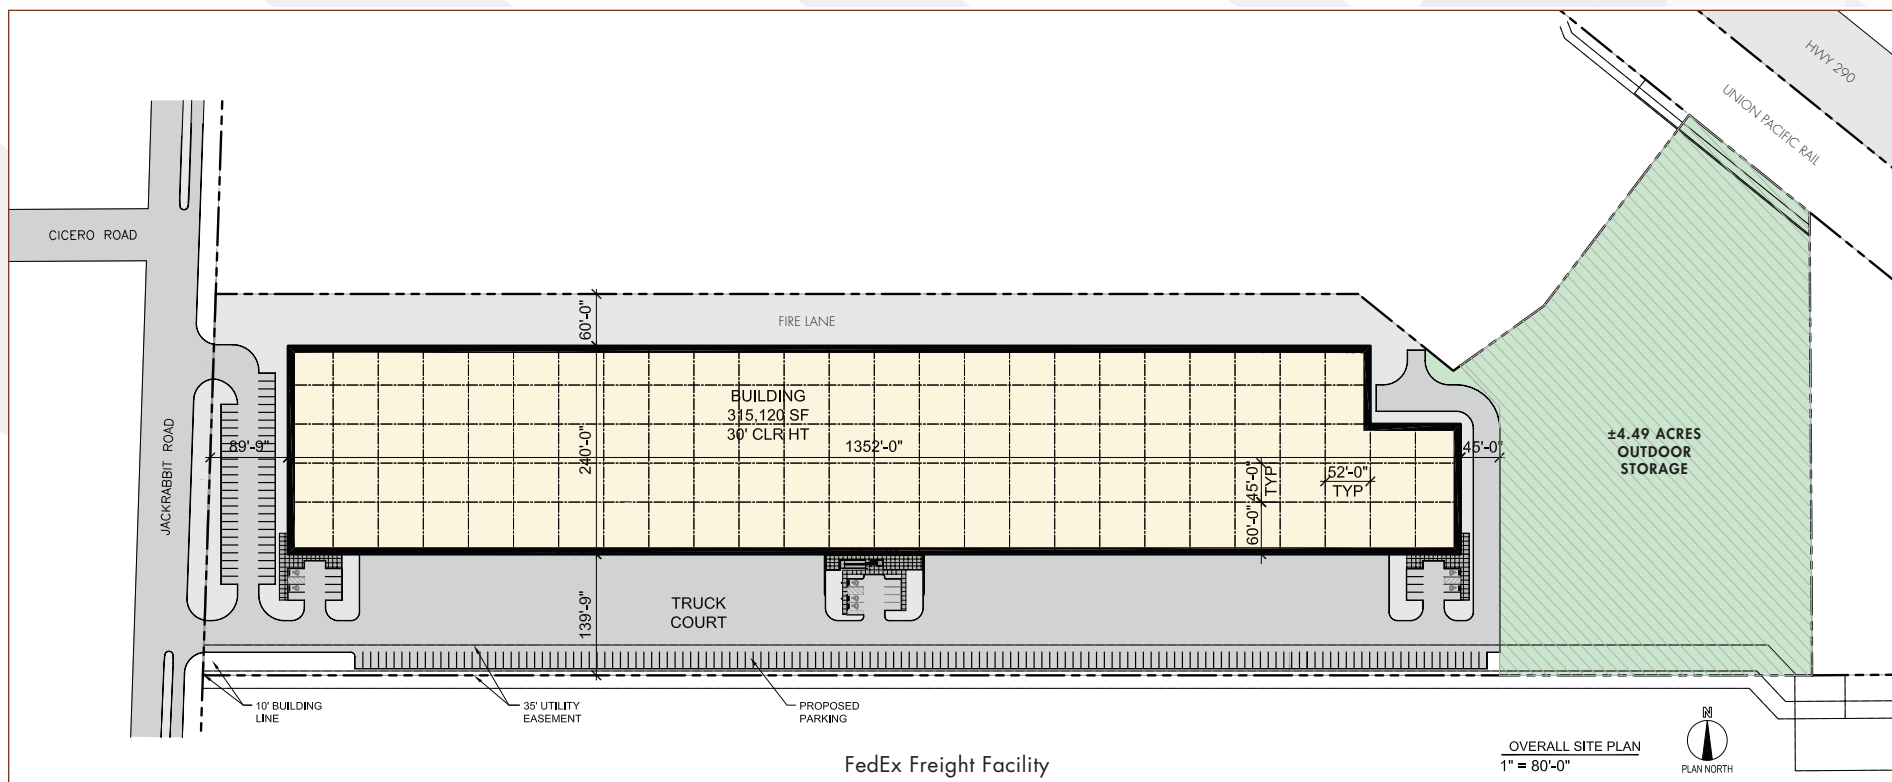 HWY 290
UNION PACIFIC RAIL
CICERO ROAD
JACKRABBIT ROAD
FIRE LANE
60'-0"
BUILDING
315,120 SF
30' CLR HT
89'-9"
240'-0"
1352'-0"
45'-0"
TYP
52'-0"
TYP
60'-0"
45'-0"
±4.49 ACRES
OUTDOOR
STORAGE
TRUCK
COURT
139'-9"
10' BUILDING
LINE
35' UTILITY
EASEMENT
PROPOSED
PARKING
FedEx Freight Facility
OVERALL SITE PLAN
1" = 80'-0"
N
PLAN NORTH